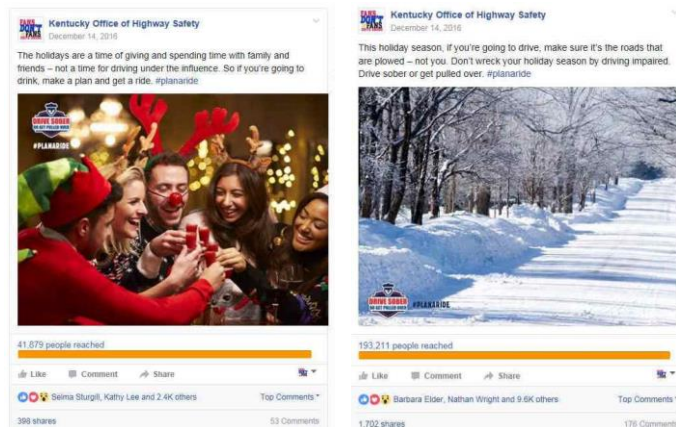 FANS
DON'T
FANS
Kentucky Office of Highway Safety
December 14, 2016
The holidays are a time of giving and spending time with family and
friends – not a time for driving under the influence. So if you're going to
drink, make a plan and get a ride. #planaride
DRIVE SOBER
OR GET PULLED OVER
#PLANARIDE
41,879 people reached
Like Comment Share
Selma Sturgill, Kathy Lee and 2.4K others Top Comments
398 shares 53 Comments
FANS
DON'T
FANS
Kentucky Office of Highway Safety
December 14, 2016
This holiday season, if you're going to drive, make sure it's the roads that
are plowed – not you. Don't wreck your holiday season by driving impaired.
Drive sober or get pulled over. #planaride
DRIVE SOBER
OR GET PULLED OVER
#PLANARIDE
193,211 people reached
Like Comment Share
Barbara Elder, Nathan Wright and 9.6K others Top Comments
1,702 shares 176 Comments